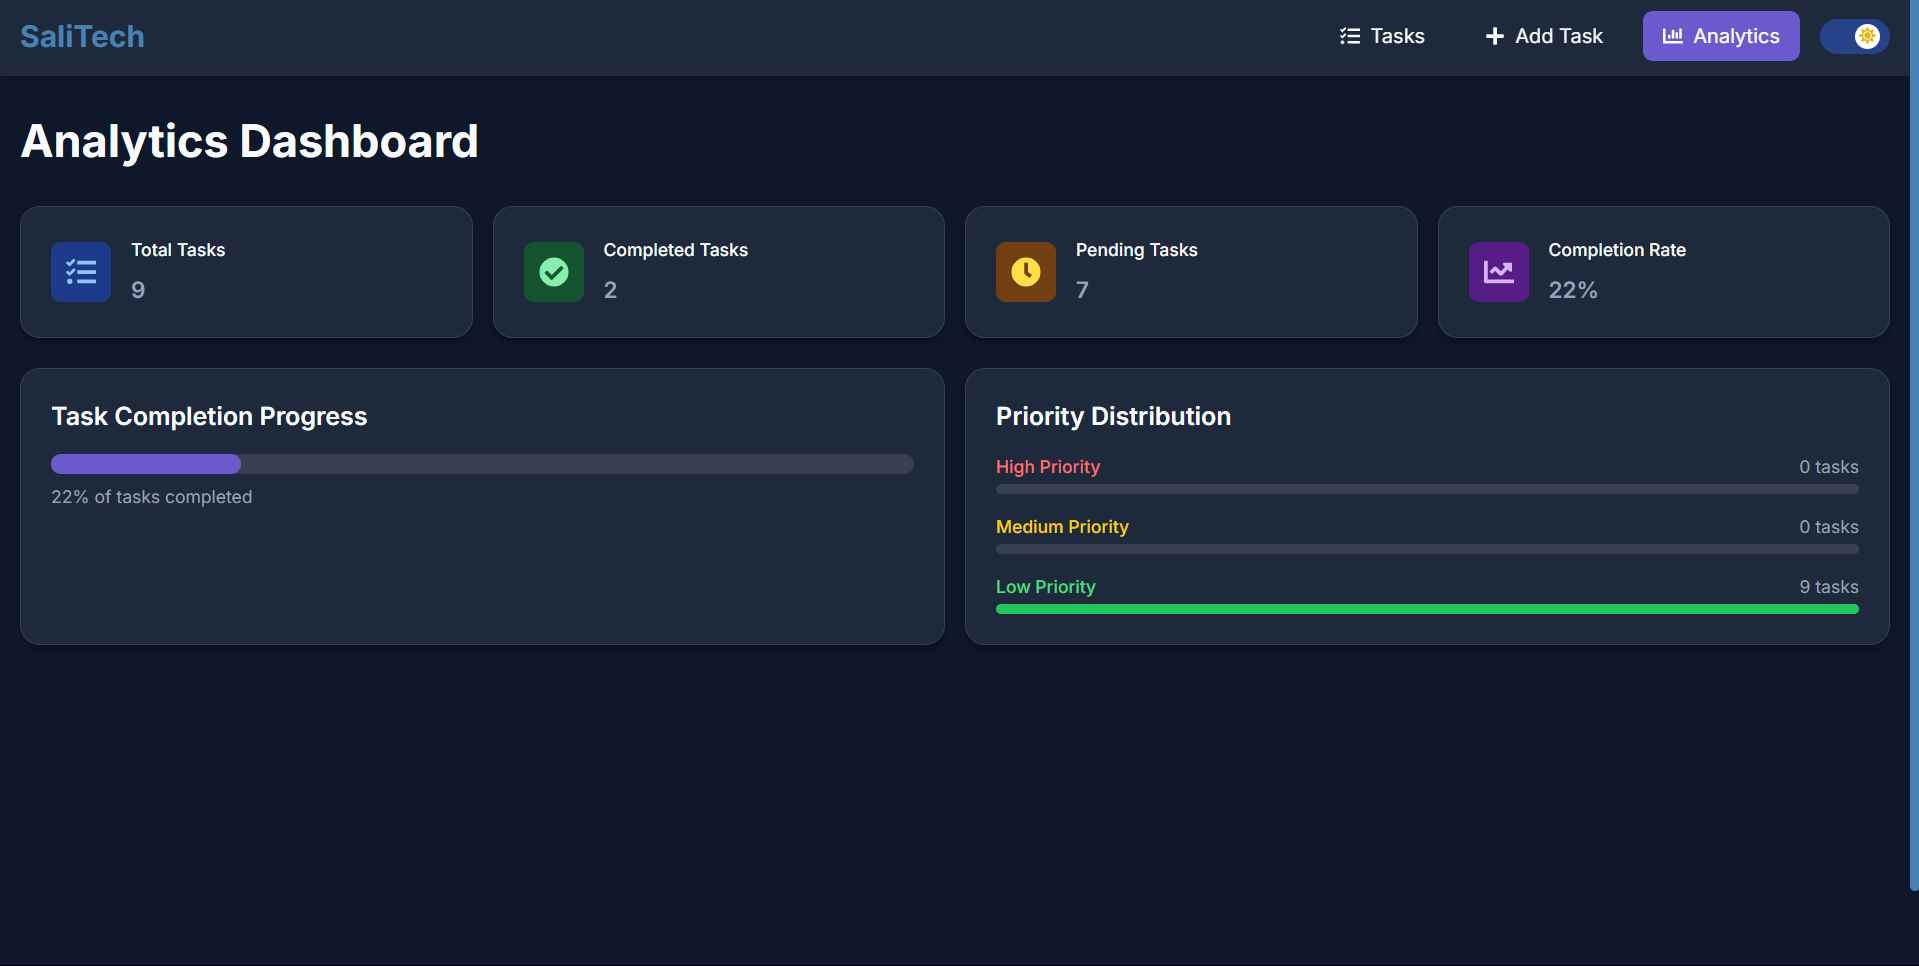 SaliTech
Tasks
Add Task
Analytics
Analytics Dashboard
Total Tasks
9
Completed Tasks
2
Pending Tasks
7
Completion Rate
22%
Task Completion Progress
22% of tasks completed
Priority Distribution
High Priority 0 tasks
Medium Priority 0 tasks
Low Priority 9 tasks